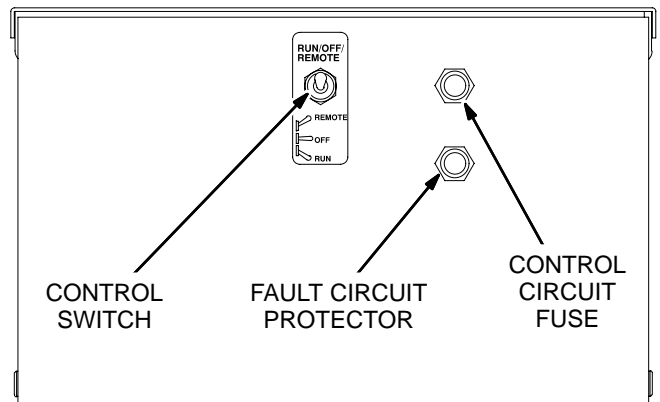 RUN/OFF/
REMOTE
REMOTE
OFF
RUN
CONTROL
SWITCH
FAULT CIRCUIT
PROTECTOR
CONTROL
CIRCUIT
FUSE